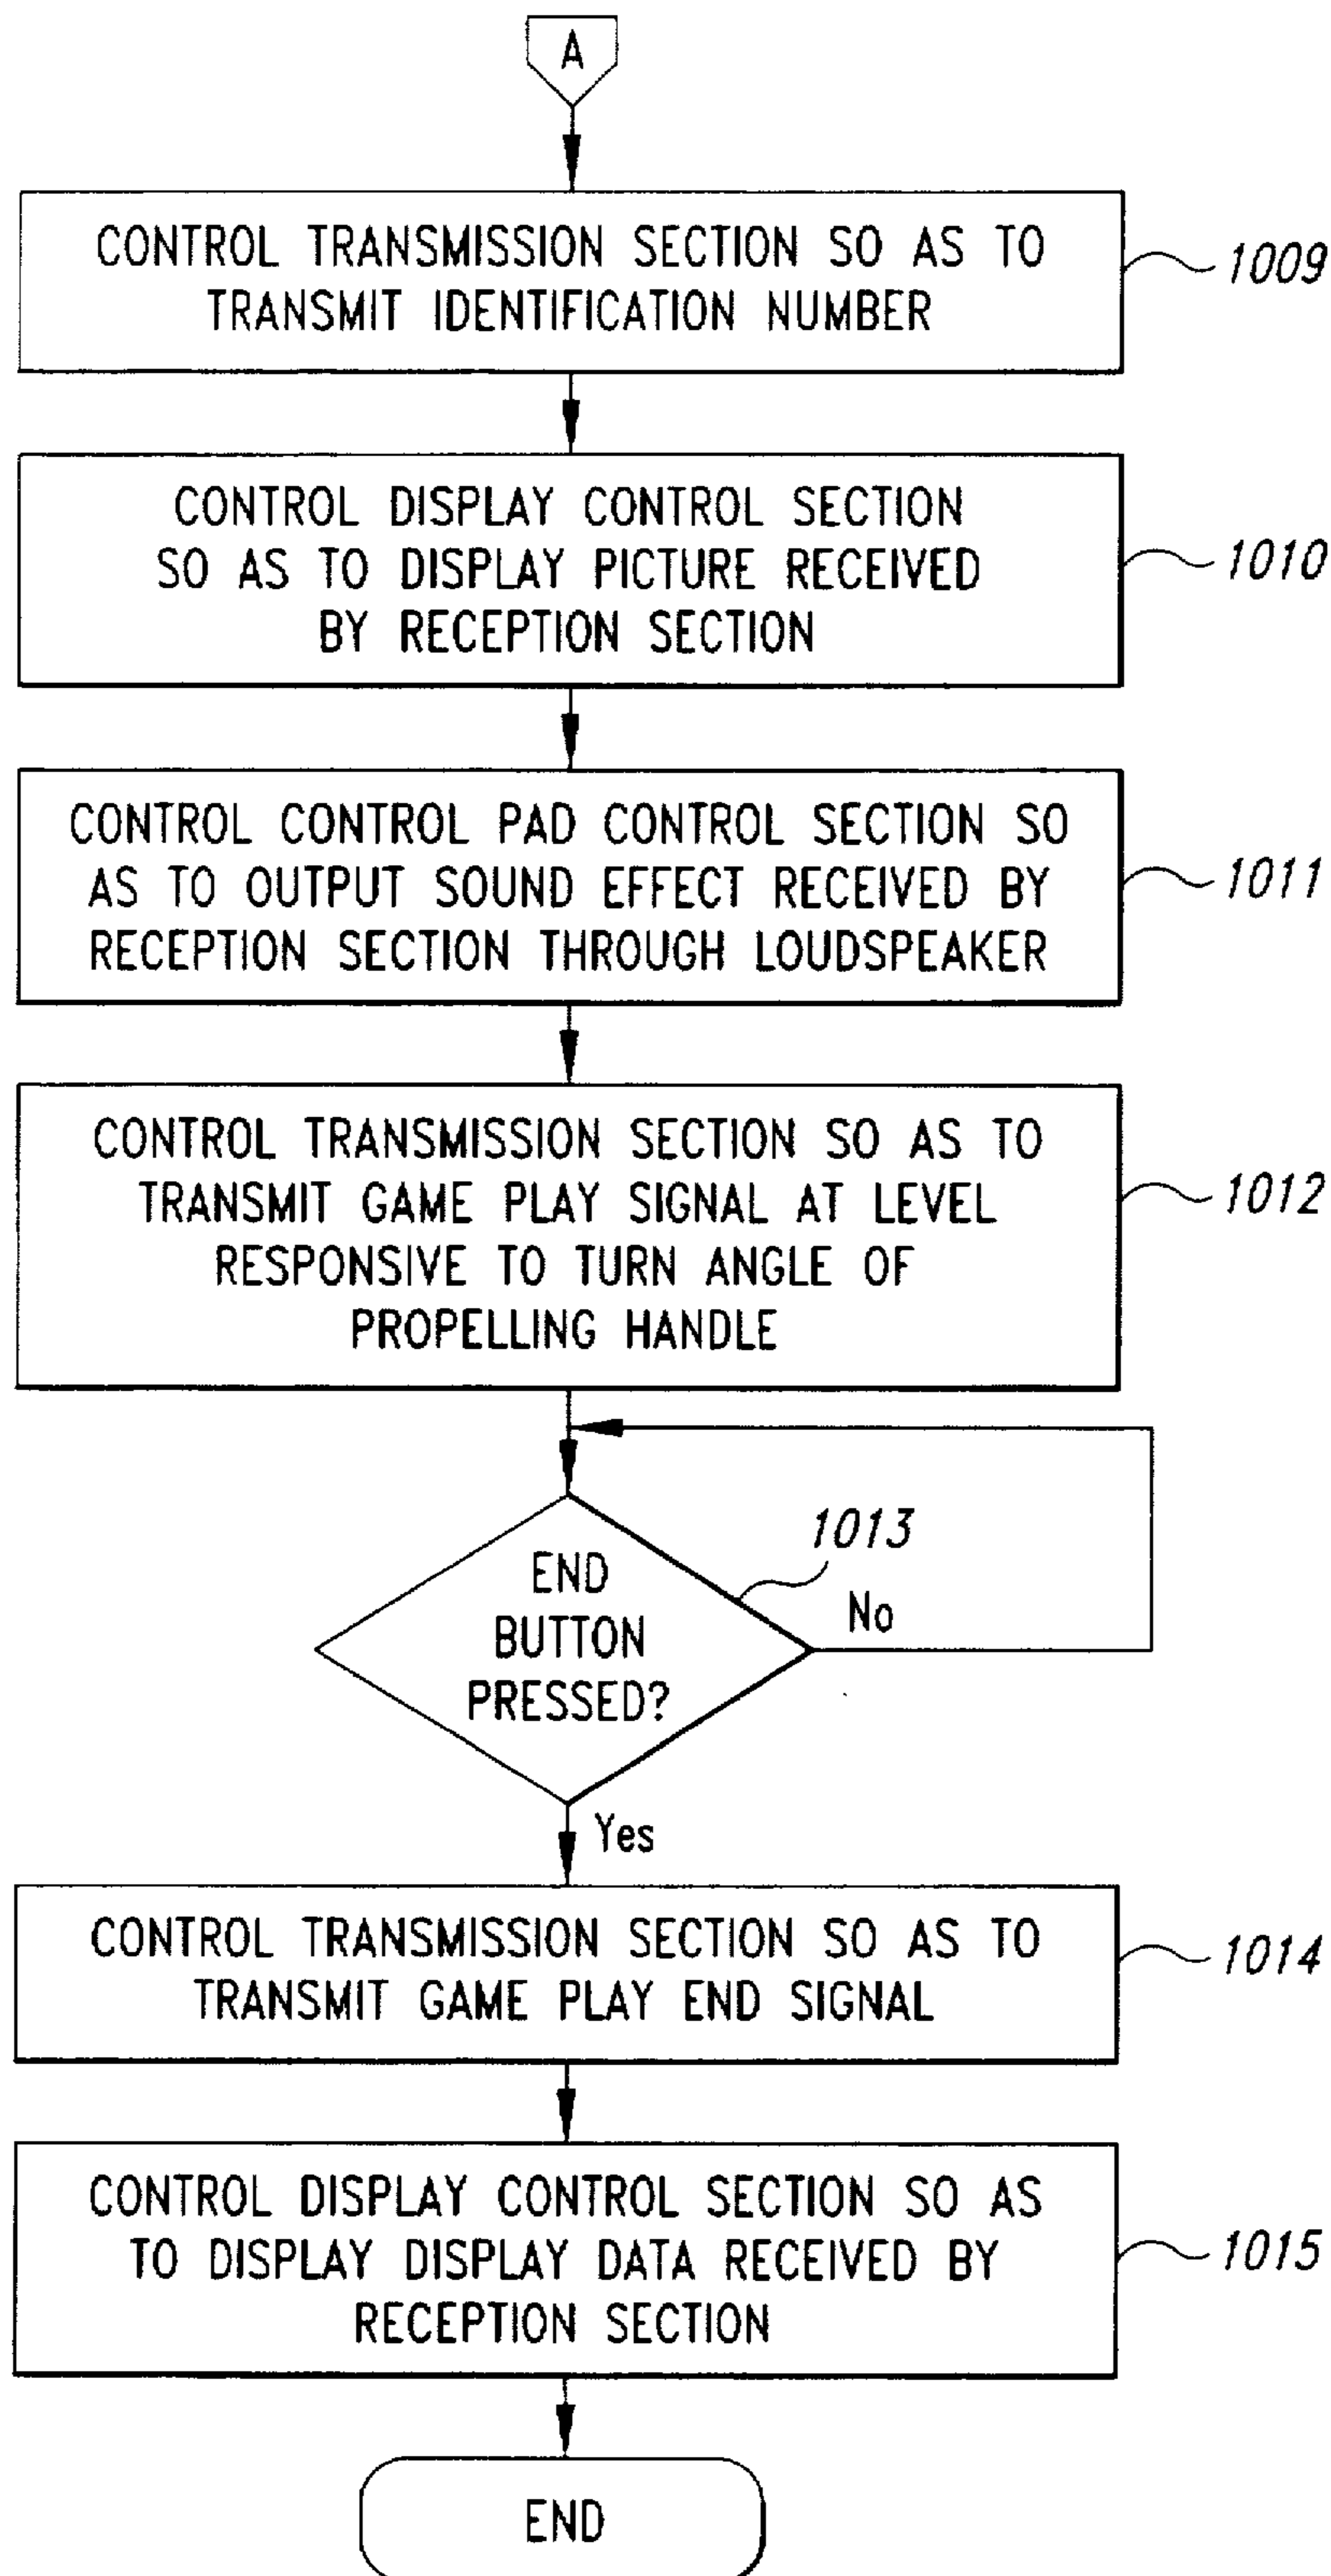 A
CONTROL TRANSMISSION SECTION SO AS TO
TRANSMIT IDENTIFICATION NUMBER
1009
CONTROL DISPLAY CONTROL SECTION
SO AS TO DISPLAY PICTURE RECEIVED
BY RECEPTION SECTION
1010
CONTROL CONTROL PAD CONTROL SECTION SO
AS TO OUTPUT SOUND EFFECT RECEIVED BY
RECEPTION SECTION THROUGH LOUDSPEAKER
1011
CONTROL TRANSMISSION SECTION SO AS TO
TRANSMIT GAME PLAY SIGNAL AT LEVEL
RESPONSIVE TO TURN ANGLE OF
PROPELLING HANDLE
1012
END
BUTTON
PRESSED?
1013
No
Yes
CONTROL TRANSMISSION SECTION SO AS TO
TRANSMIT GAME PLAY END SIGNAL
1014
CONTROL DISPLAY CONTROL SECTION SO AS
TO DISPLAY DISPLAY DATA RECEIVED BY
RECEPTION SECTION
1015
END